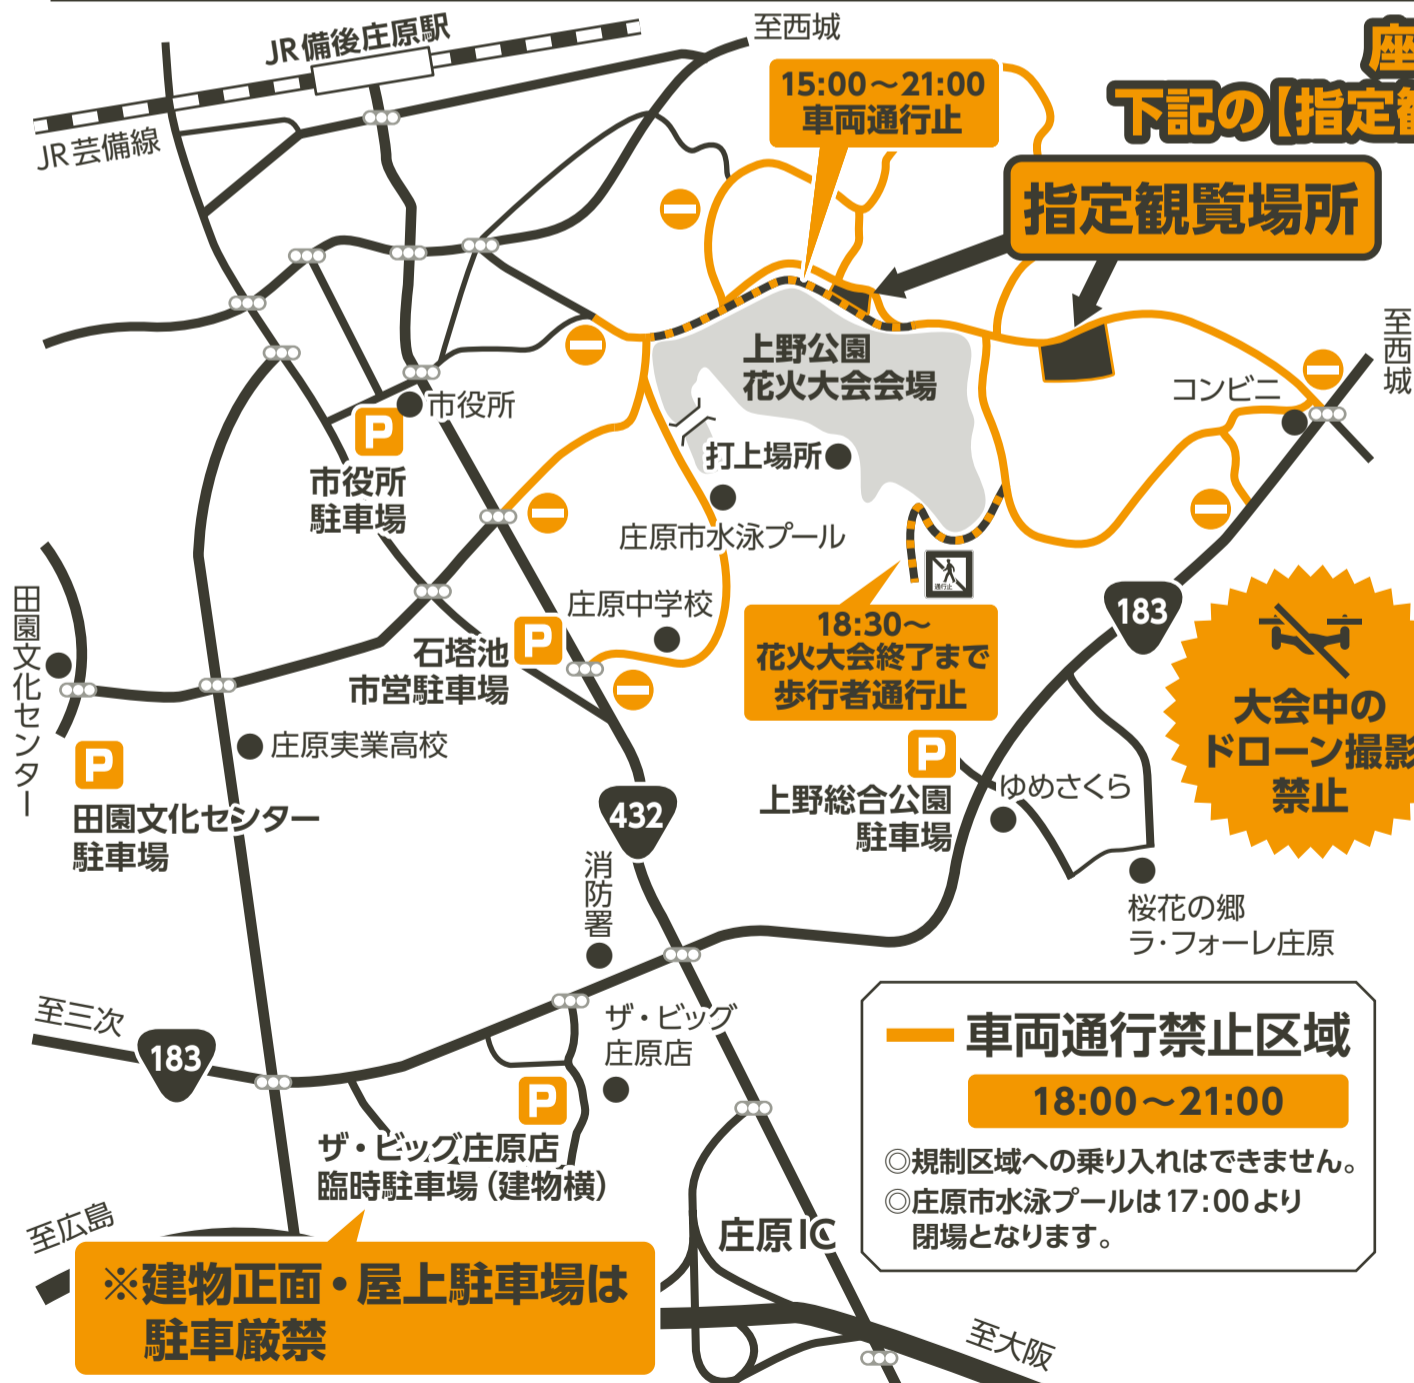 JR備後庄原駅
至西城
座
下記の【指定観
15:00〜21:00
車両通行止
JR芸備線
指定観覧場所
至西城
上野公園
花火大会会場
コンビニ
市役所
P
市役所
駐車場
打上場所
庄原市水泳プール
通行止
183
田園文化センター
庄原中学校
P
石塔池
市営駐車場
18:30〜
花火大会終了まで
歩行者通行止
大会中の
ドローン撮影
禁止
庄原実業高校
P
田園文化センター
駐車場
432
P
上野総合公園
駐車場
ゆめさくら
消防署
桜花の郷
ラ・フォーレ庄原
至三次
183
ザ・ビッグ
庄原店
P
ザ・ビッグ庄原店
臨時駐車場(建物横)
車両通行禁止区域
18:00〜21:00
◎規制区域への乗り入れはできません。
◎庄原市水泳プールは17:00より
閉場となります。
至広島
庄原IC
※建物正面・屋上駐車場は
駐車厳禁
至大阪